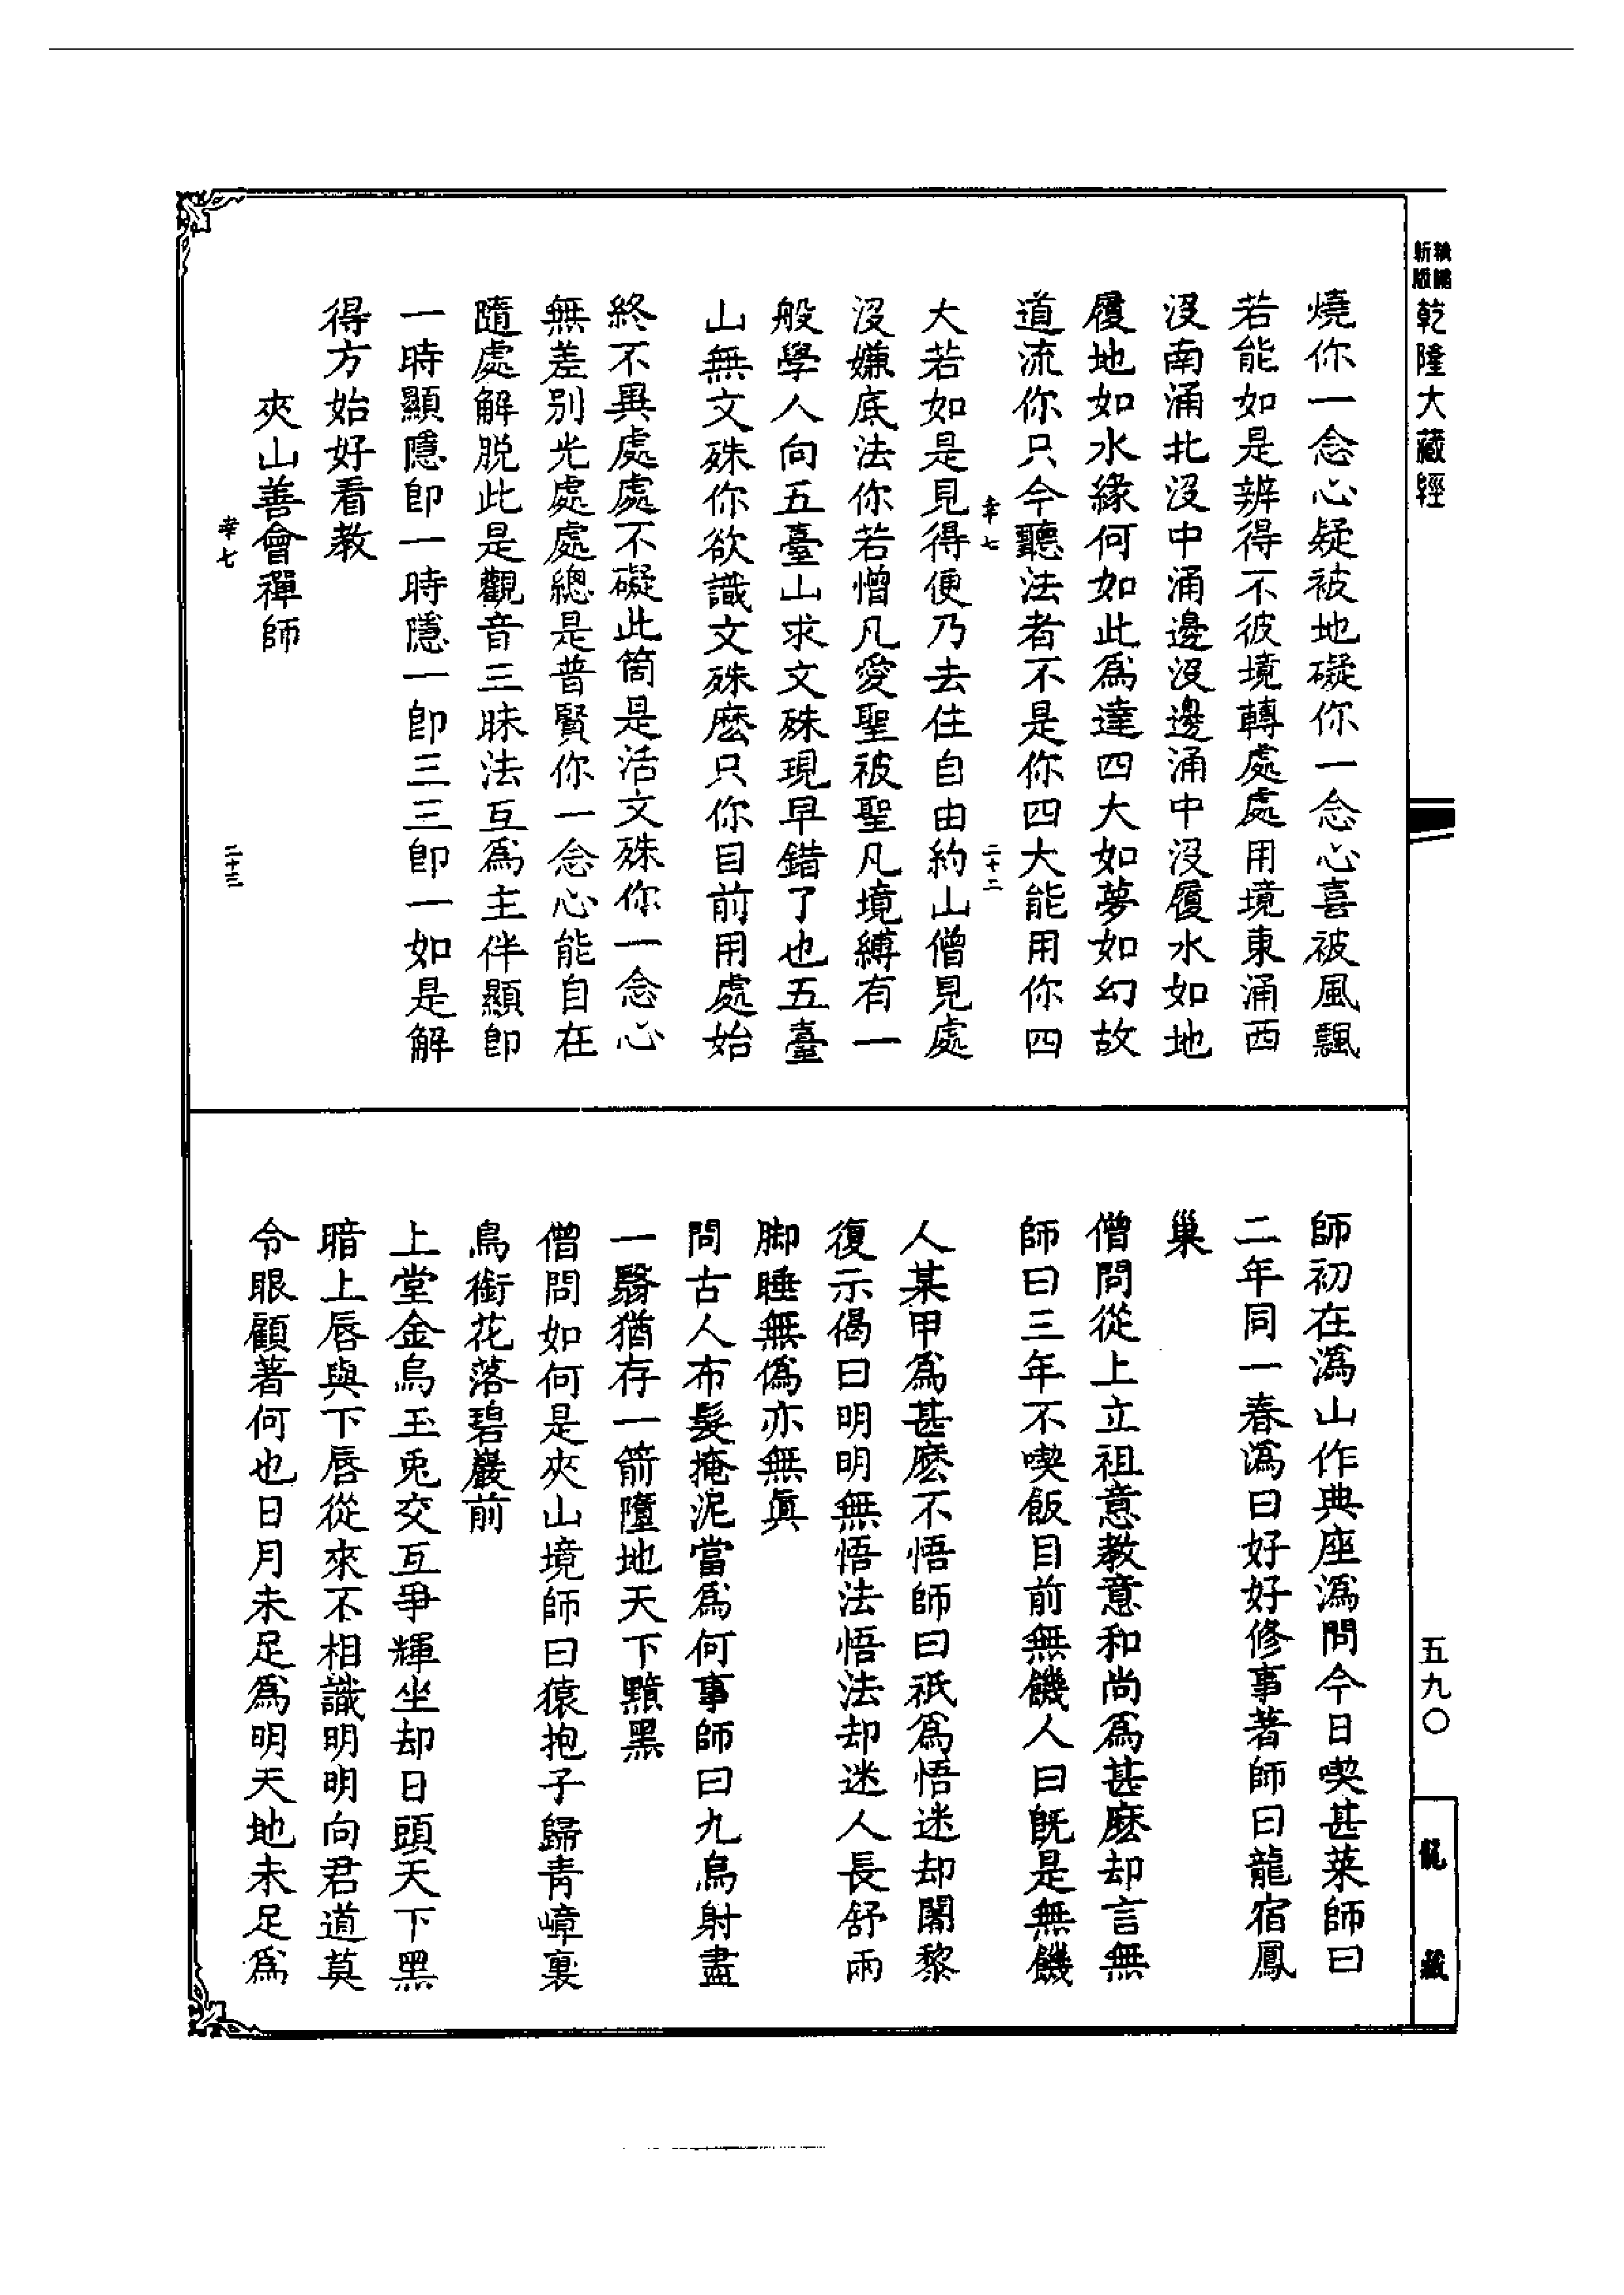 乾隆大藏經
燒你一念心疑被地礙你一念心喜被風飄
若能如是辨得不彼境轉處處用境東涌西
沒南涌北沒中涌邊沒邊涌中沒履水如地
履地如水緣何如此爲達四大如夢如幻故
道流你只今聽法者不是你四大能用你四
幸七 二十二
大若如是見得便乃去住自由約山僧見處
沒嫌底法你若憎凡愛聖被聖凡境縛有一
般學人向五臺山求文殊現早錯了也五臺
山無文殊你欲識文殊麽只你目前用處始
終不異處處不礙此箇是活文殊你一念心
無差別光處處總是普賢你一念心能自在
隨處解脫此是觀音三昧法互爲主伴顯卽
一時顯隱卽一時隱一卽三三卽一如是解
得方始好看教
夾山善會禪師
幸七 二十三
師初在潙山作典座潙問今日喫甚菜師曰
二年同一春潙曰好好修事著師曰龍宿鳳
巢
僧問從上立祖意教意和尚爲甚麽却言無
師曰三年不喫飯目前無饑人曰旣是無饑
人某甲爲甚麽不悟師曰祇爲悟迷却闍黎
復示偈曰明明無悟法悟法却迷人長舒兩
脚睡無僞亦無眞
問古人布髮掩泥當爲何事師曰九烏射盡
一翳猶存一箭墮地天下黯黑
僧問如何是夾山境師曰猿抱子歸青嶂裏
鳥銜花落碧巖前
上堂金烏玉兎交互爭輝坐却日頭天下黑
暗上唇與下唇從來不相識明明向君道莫
令眼顧著何也日月未足爲明天地未足爲
五九〇
龍藏